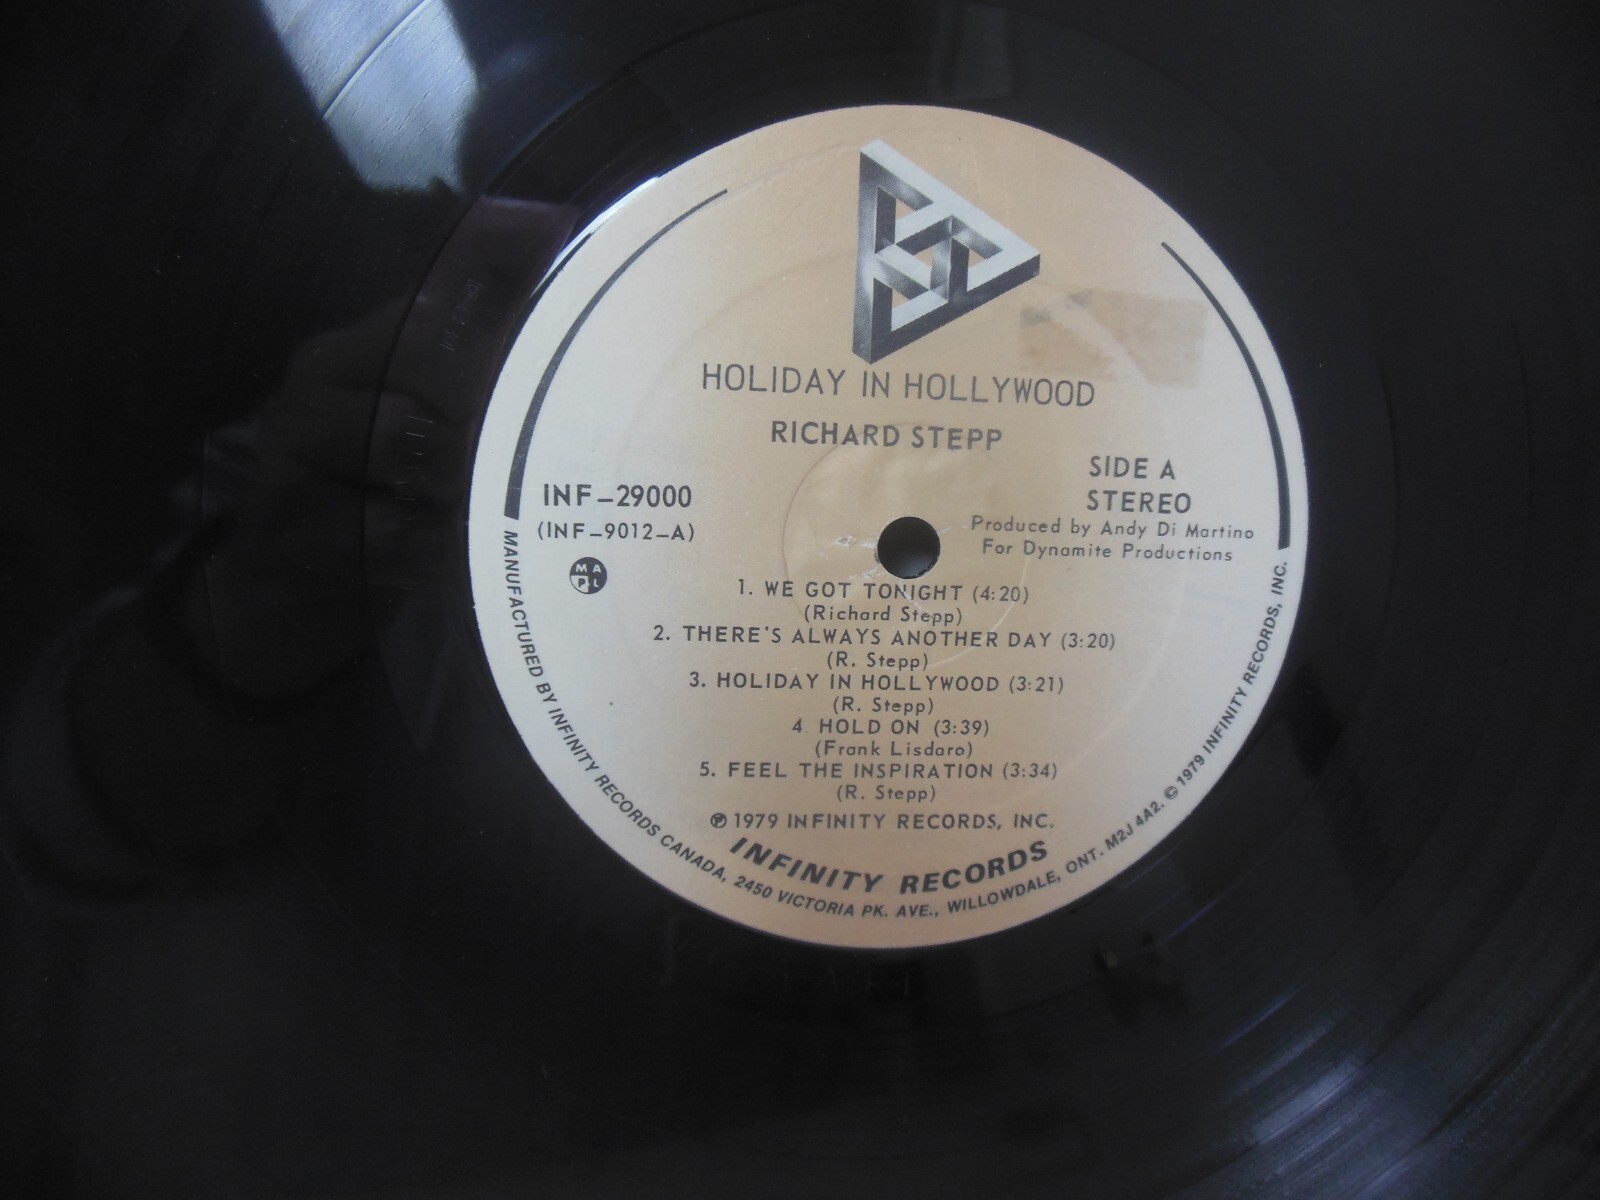 HOLIDAY IN HOLLYWOOD
RICHARD STEPP
INF-29000
(INF-9012-A)
MAPL
SIDE A
STEREO
Produced by Andy Di Martino
For Dynamite Productions
1. WE GOT TONIGHT (4:20)
(Richard Stepp)
2. THERE'S ALWAYS ANOTHER DAY (3:20)
(R. Stepp)
3. HOLIDAY IN HOLLYWOOD (3:21)
(R. Stepp)
4. HOLD ON (3:39)
(Frank Lisdaro)
5. FEEL THE INSPIRATION (3:34)
(R. Stepp)
℗ 1979 INFINITY RECORDS, INC.
INFINITY RECORDS
MANUFACTURED BY INFINITY RECORDS CANADA, 2450 VICTORIA PK. AVE., WILLOWDALE, ONT. M2J 4A2. © 1979 INFINITY RECORDS, INC.